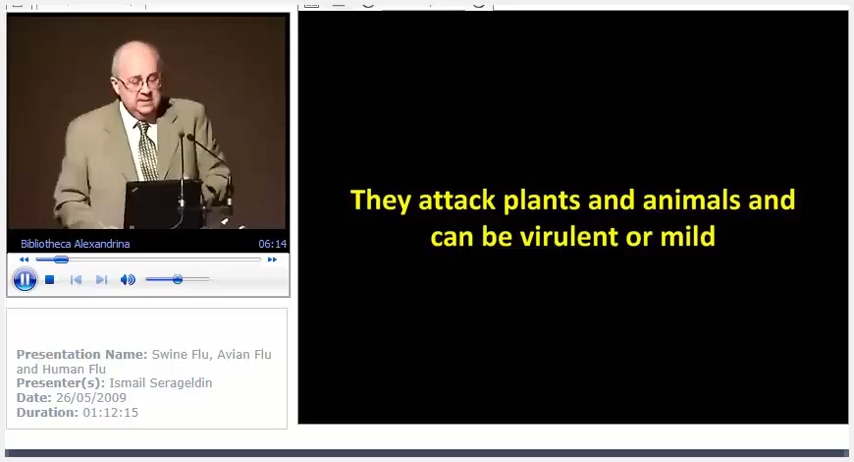 Bibliotheca Alexandrina 06:14
Presentation Name: Swine Flu, Avian Flu
and Human Flu
Presenter(s): Ismail Serageldin
Date: 26/05/2009
Duration: 01:12:15
They attack plants and animals and
can be virulent or mild